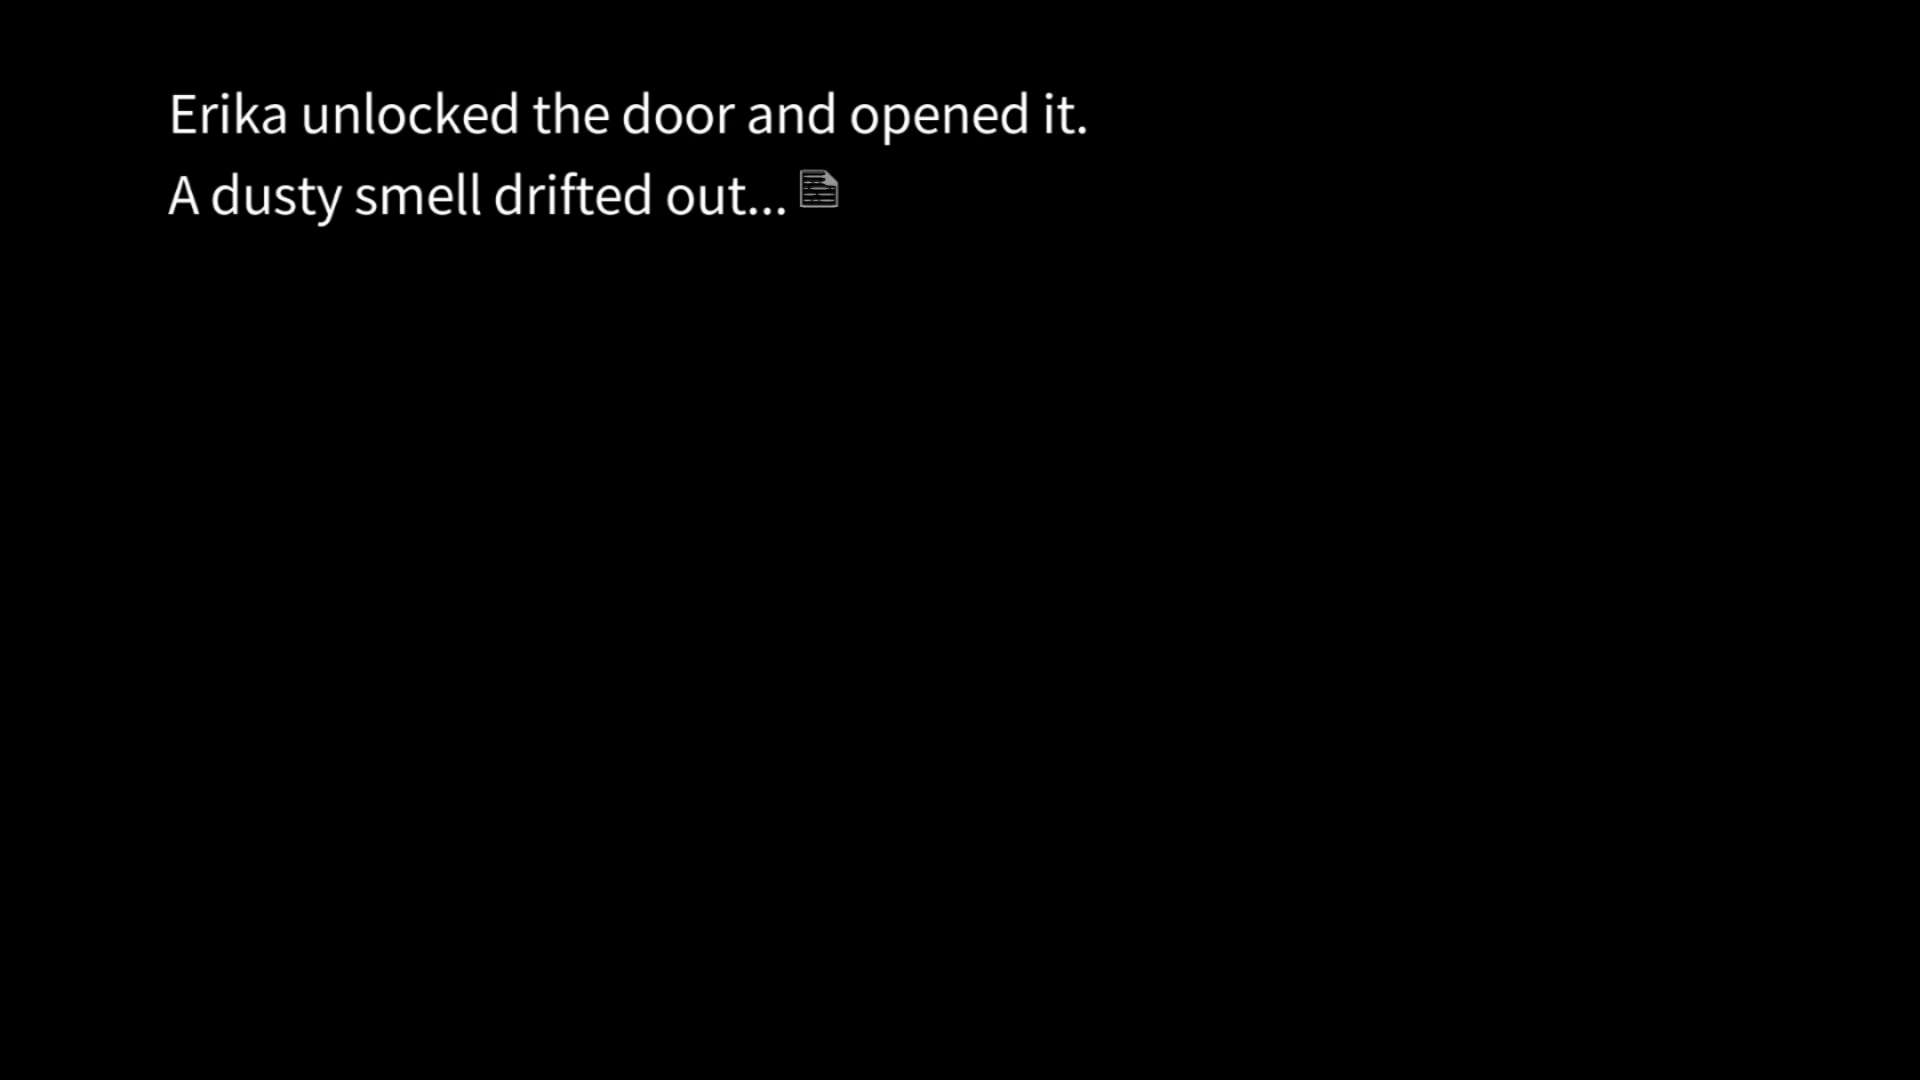 Erika unlocked the door and opened it.
A dusty smell drifted out...